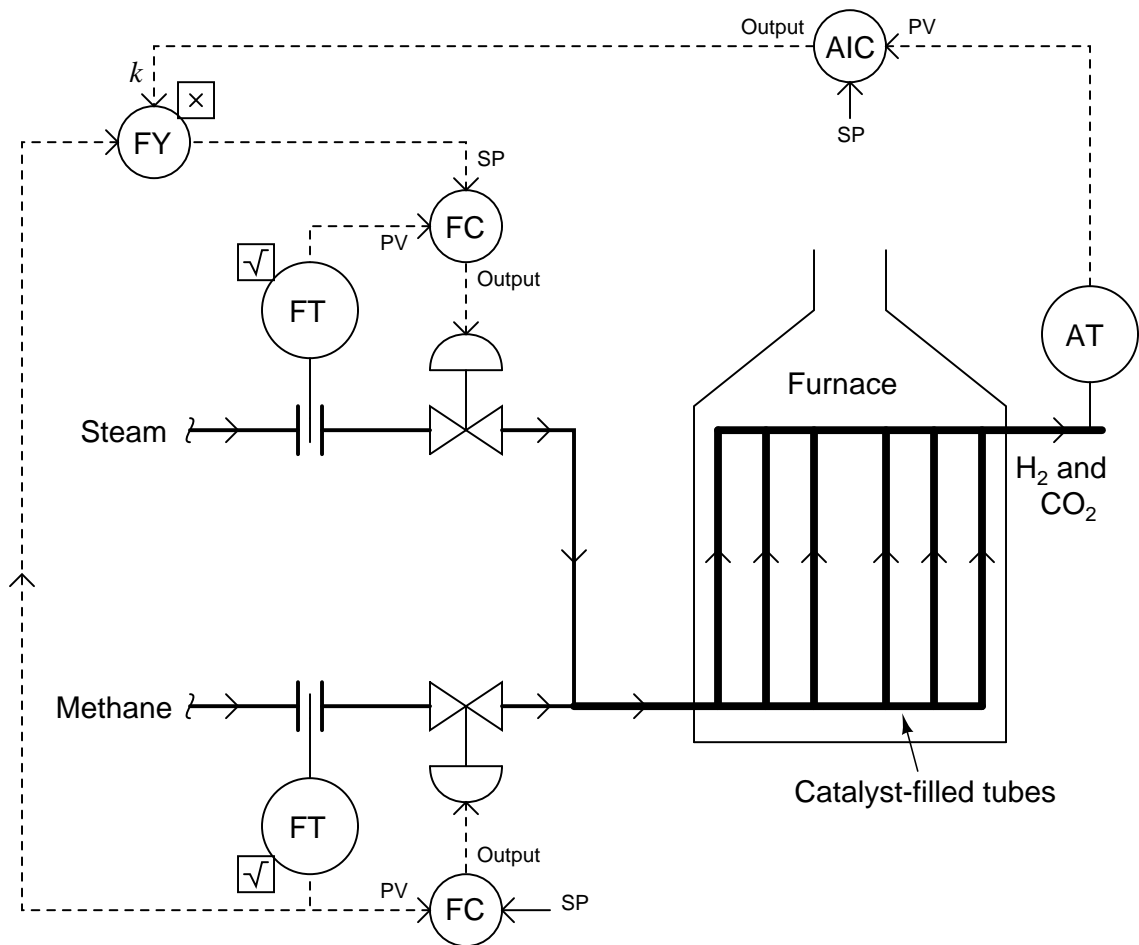 Output
AIC
PV
k
×
SP
FY
SP
FC
PV
√
Output
FT
AT
Furnace
Steam
H₂ and
CO₂
Methane
Catalyst-filled tubes
FT
Output
√
PV
FC
SP